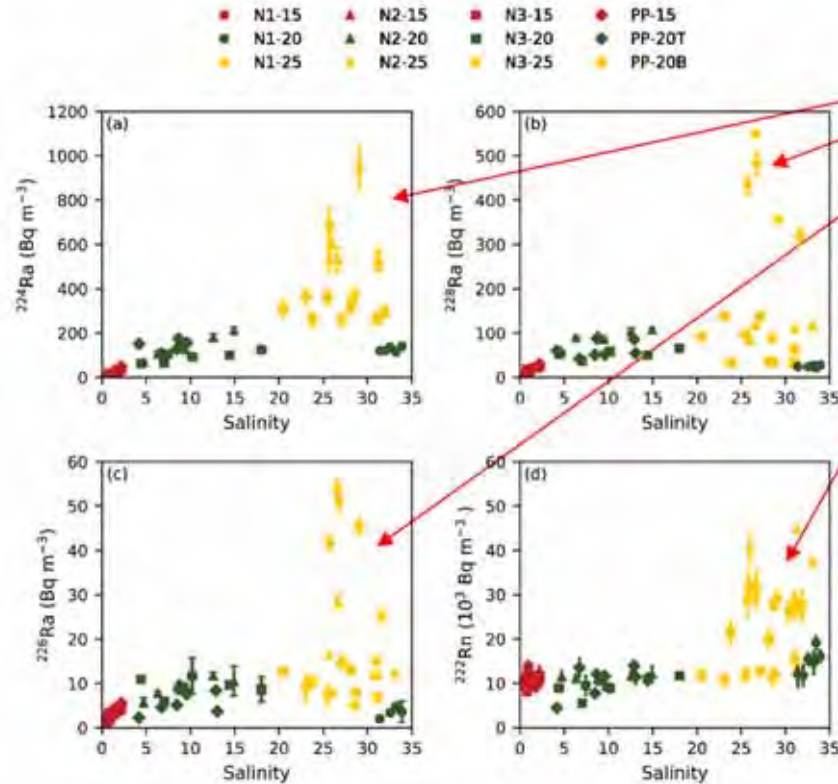 N1-15 N2-15 N3-15 PP-15
N1-20 N2-20 N3-20 PP-20T
N1-25 N2-25 N3-25 PP-20B
(a)
1200
1000
800
600
400
200
0
²²⁴Ra (Bq m⁻³)
0 5 10 15 20 25 30 35
Salinity
(b)
600
500
400
300
200
100
0
²²⁸Ra (Bq m⁻³)
0 5 10 15 20 25 30 35
Salinity
(c)
60
50
40
30
20
10
0
²²⁶Ra (Bq m⁻³)
0 5 10 15 20 25 30 35
Salinity
(d)
60
50
40
30
20
10
0
²²²Rn (10³ Bq m⁻³)
0 5 10 15 20 25 30 35
Salinity